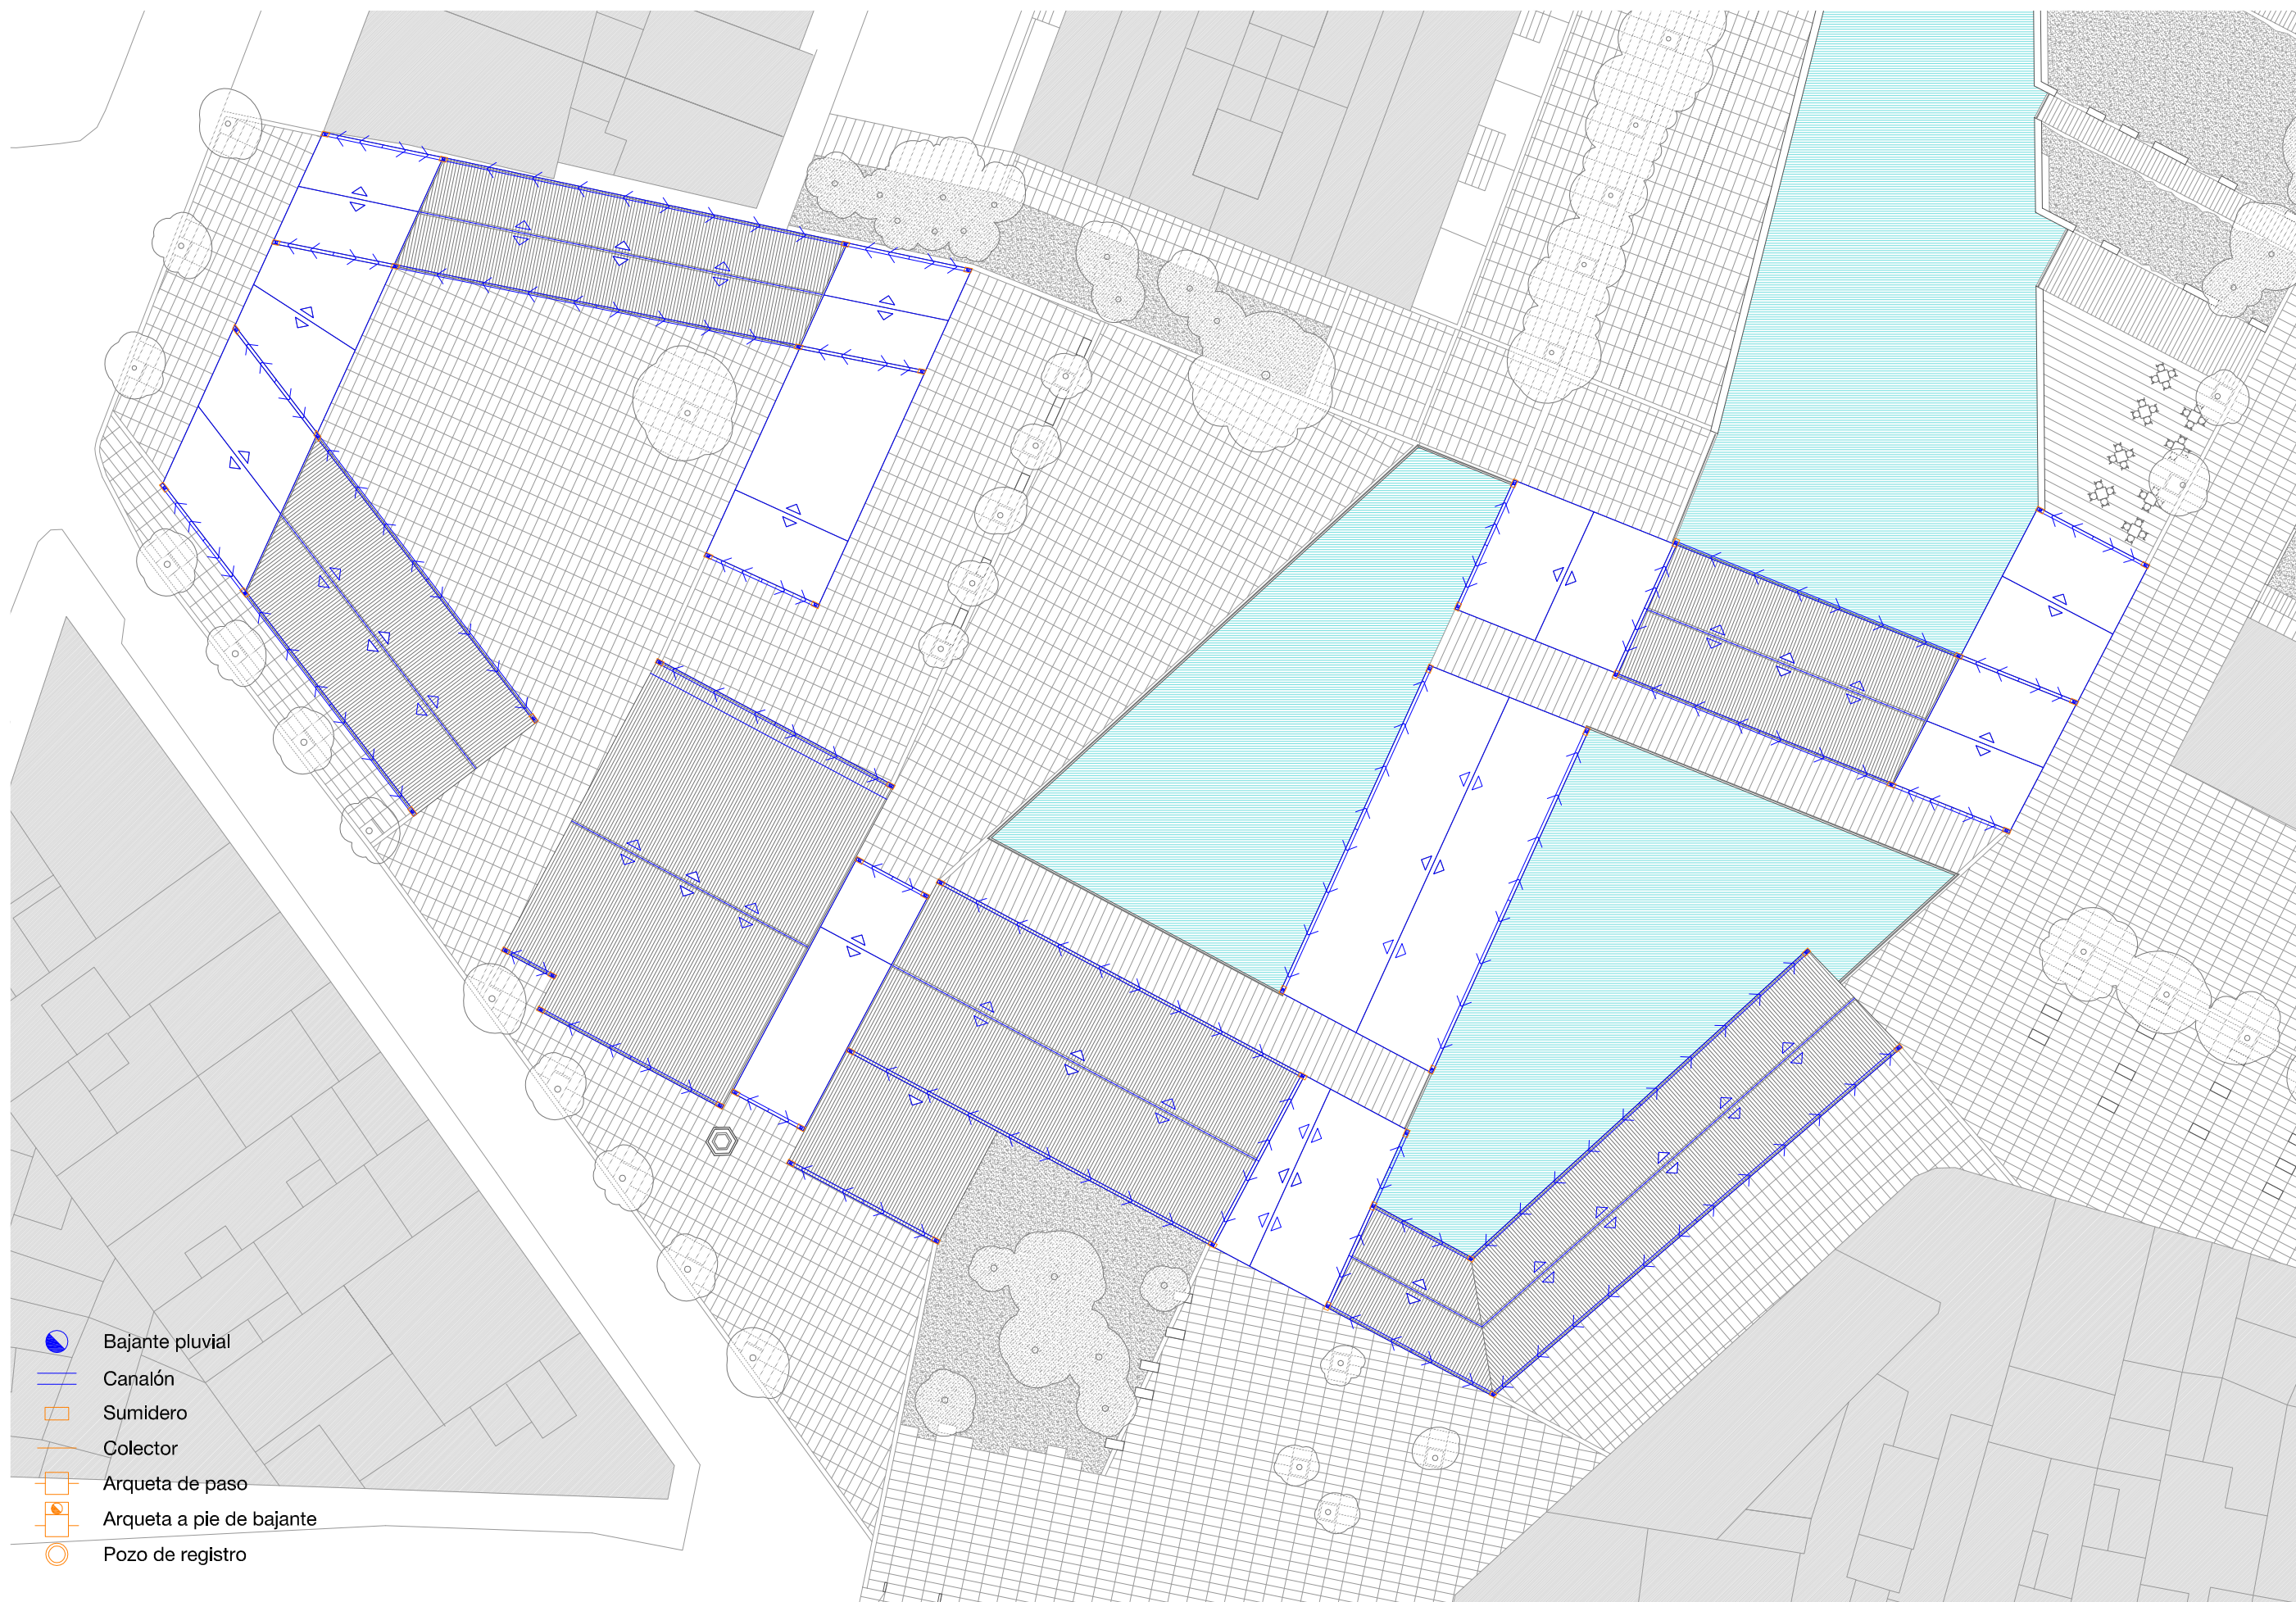 Bajante pluvial
Canalón
Sumidero
Colector
Arqueta de paso
Arqueta a pie de bajante
Pozo de registro